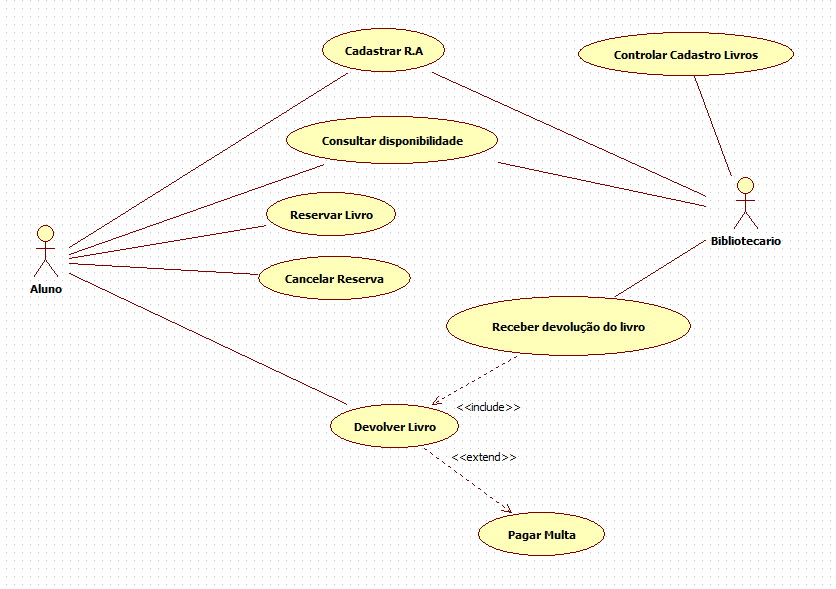 Cadastrar R.A
Controlar Cadastro Livros
Consultar disponibilidade
Reservar Livro
Bibliotecario
Cancelar Reserva
Aluno
Receber devolução do livro
<<include>>
Devolver Livro
<<extend>>
Pagar Multa